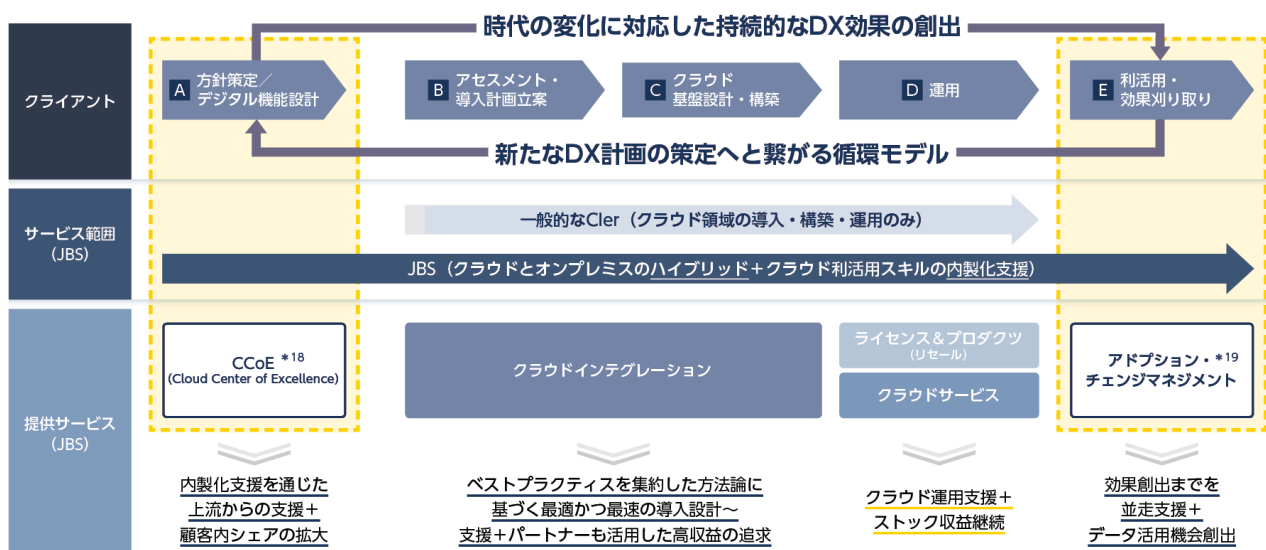 時代の変化に対応した持続的なDX効果の創出
クライアント
A 方針策定／
デジタル機能設計
B アセスメント・
導入計画立案
C クラウド
基盤設計・構築
D 運用
E 利活用・
効果刈り取り
新たなDX計画の策定へと繋がる循環モデル
サービス範囲
(JBS)
一般的なCIer（クラウド領域の導入・構築・運用のみ）
JBS（クラウドとオンプレミスのハイブリッド＋クラウド利活用スキルの内製化支援）
提供サービス
(JBS)
CCoE *18
(Cloud Center of Excellence)
クラウドインテグレーション
ライセンス＆プロダクツ
(リセール)
クラウドサービス
アドプション・*19
チェンジマネジメント
内製化支援を通じた
上流からの支援＋
顧客内シェアの拡大
ベストプラクティスを集約した方法論に
基づく最適かつ最速の導入設計～
支援＋パートナーも活用した高収益の追求
クラウド運用支援＋
ストック収益継続
効果創出までを
並走支援＋
データ活用機会創出